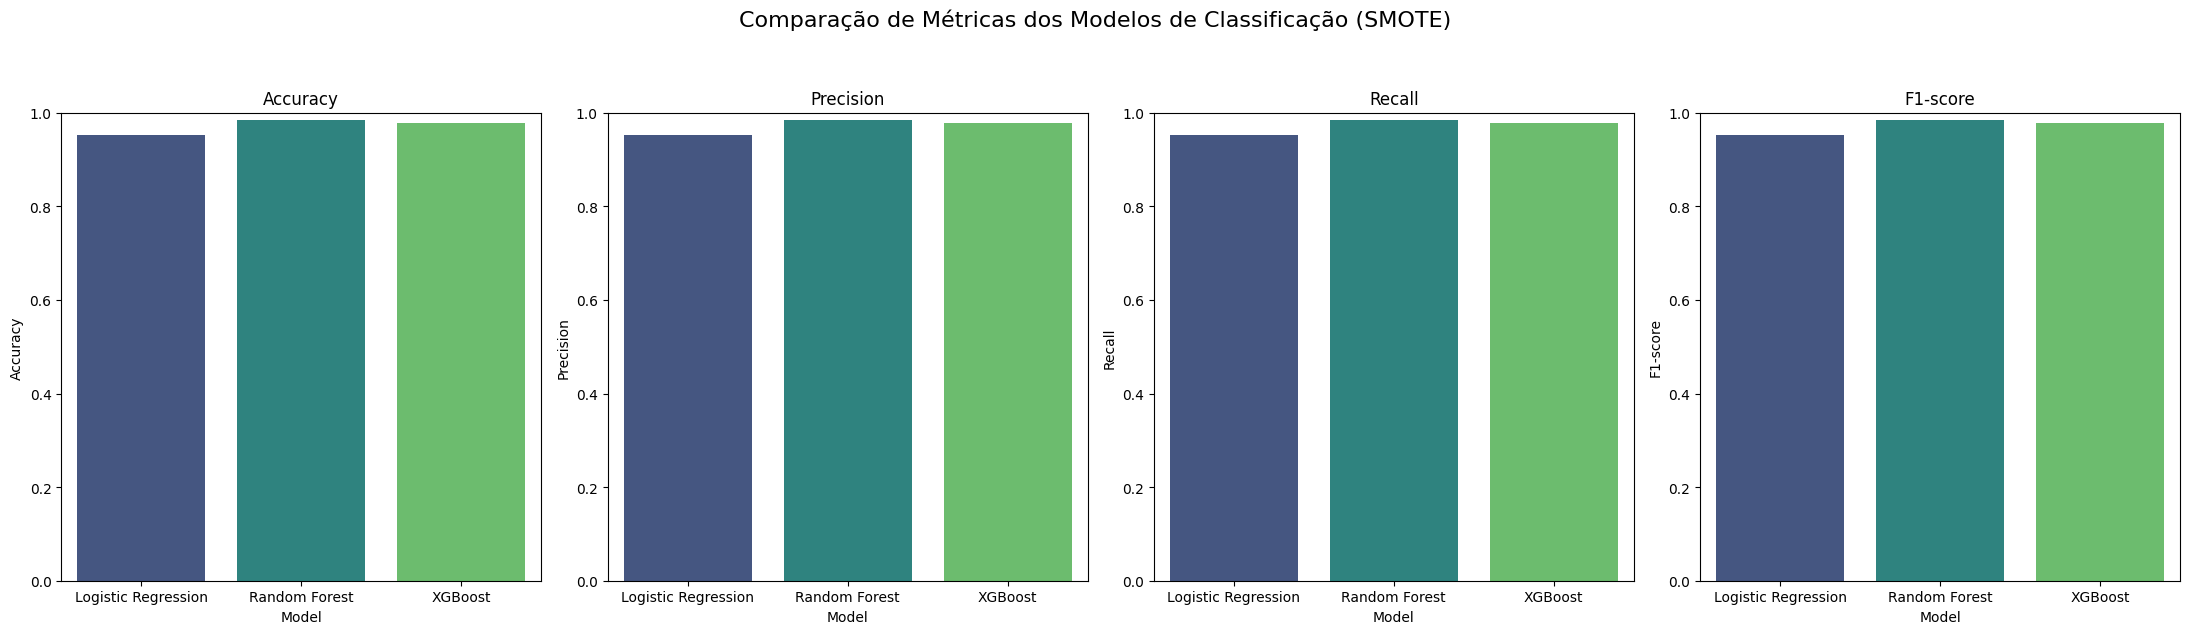 Comparação de Métricas dos Modelos de Classificação (SMOTE)
Accuracy
1.0
0.8
0.6
0.4
0.2
0.0
Accuracy
Logistic Regression Random Forest XGBoost
Model
Precision
1.0
0.8
0.6
0.4
0.2
0.0
Precision
Logistic Regression Random Forest XGBoost
Model
Recall
1.0
0.8
0.6
0.4
0.2
0.0
Recall
Logistic Regression Random Forest XGBoost
Model
F1-score
1.0
0.8
0.6
0.4
0.2
0.0
F1-score
Logistic Regression Random Forest XGBoost
Model